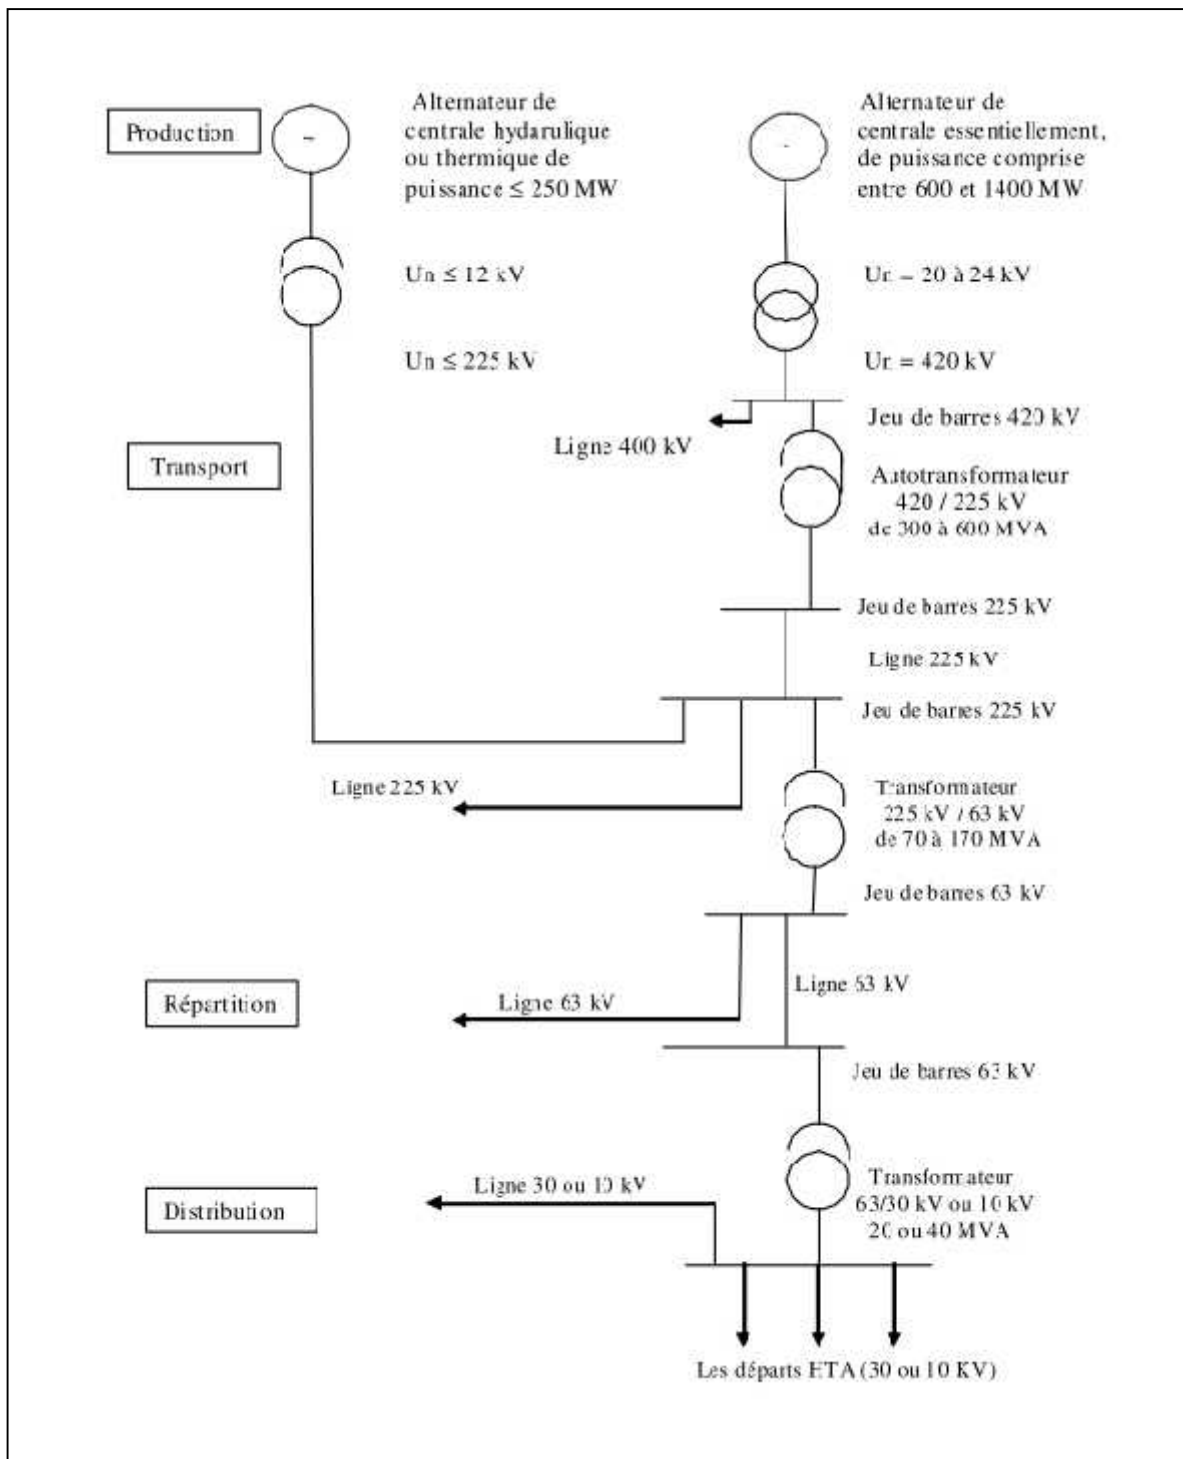 Production
Alternateur de
centrale hydarulique
ou thermique de
puissance ≤ 250 MW
Alternateur de
centrale essentiellement,
de puissance comprise
entre 600 et 1400 MW
~
-
Un ≤ 12 kV
Un = 20 à 24 kV
Un ≤ 225 kV
Un = 420 kV
Jeu de barres 420 kV
Ligne 400 kV
Transport
Autotransformateur
420 / 225 kV
de 300 à 600 MVA
Jeu de barres 225 kV
Ligne 225 kV
Jeu de barres 225 kV
Ligne 225 kV
Transformateur
225 kV / 63 kV
de 70 à 170 MVA
Jeu de barres 63 kV
Répartition
Ligne 63 kV
Ligne 63 kV
Jeu de barres 63 kV
Distribution
Ligne 30 ou 10 kV
Transformateur
63/30 kV ou 10 kV
20 ou 40 MVA
Les départs HTA (30 ou 10 KV)